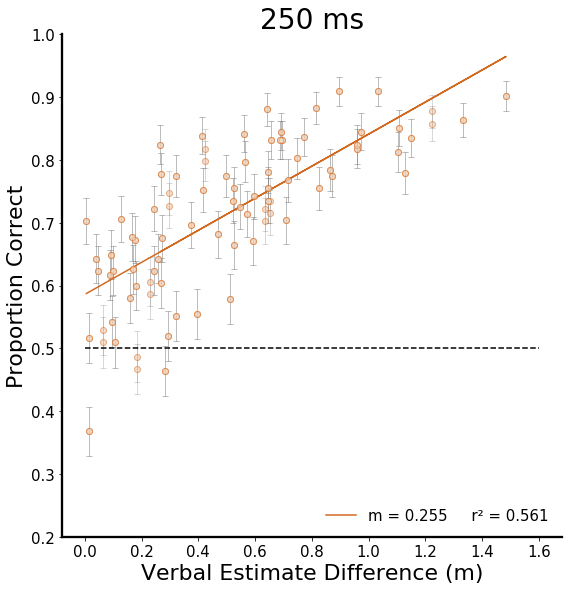 250 ms
Proportion Correct
1.0
0.9
0.8
0.7
0.6
0.5
0.4
0.3
0.2
m = 0.255 r² = 0.561
0.0 0.2 0.4 0.6 0.8 1.0 1.2 1.4 1.6
Verbal Estimate Difference (m)